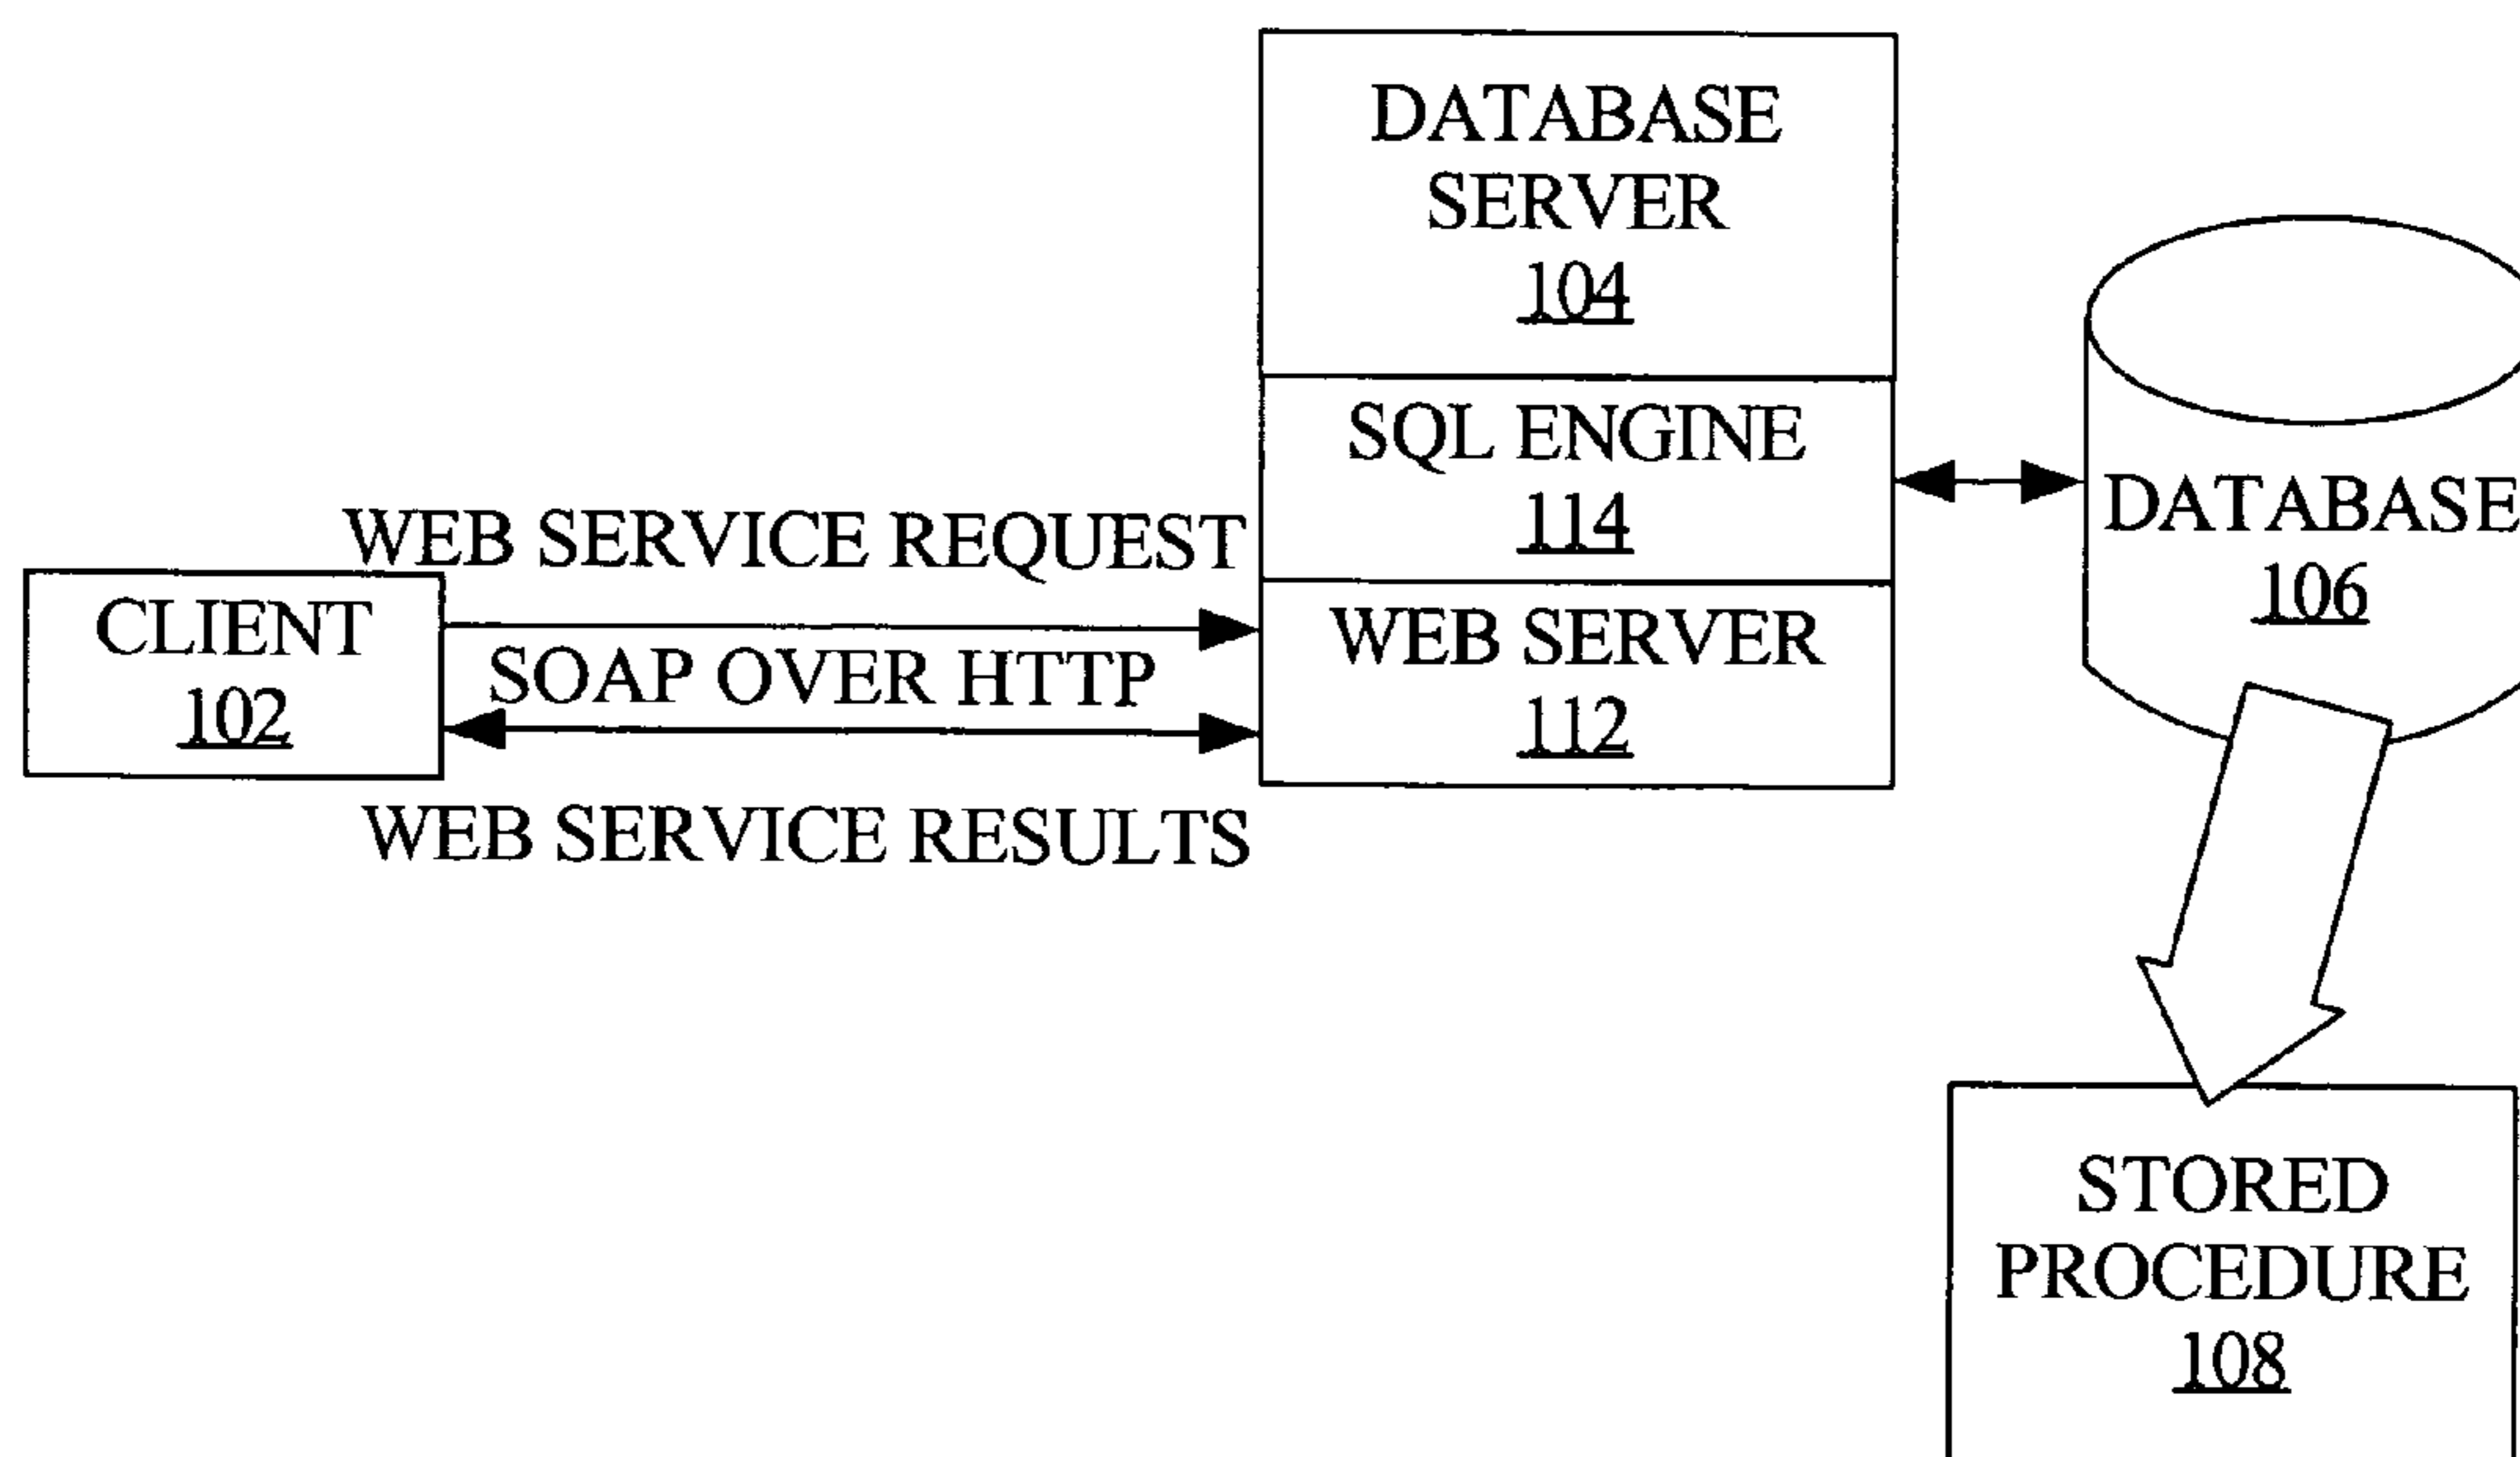 DATABASE
SERVER
104
SQL ENGINE
114
WEB SERVER
112
DATABASE
106
WEB SERVICE REQUEST
CLIENT
102
SOAP OVER HTTP
WEB SERVICE RESULTS
STORED
PROCEDURE
108